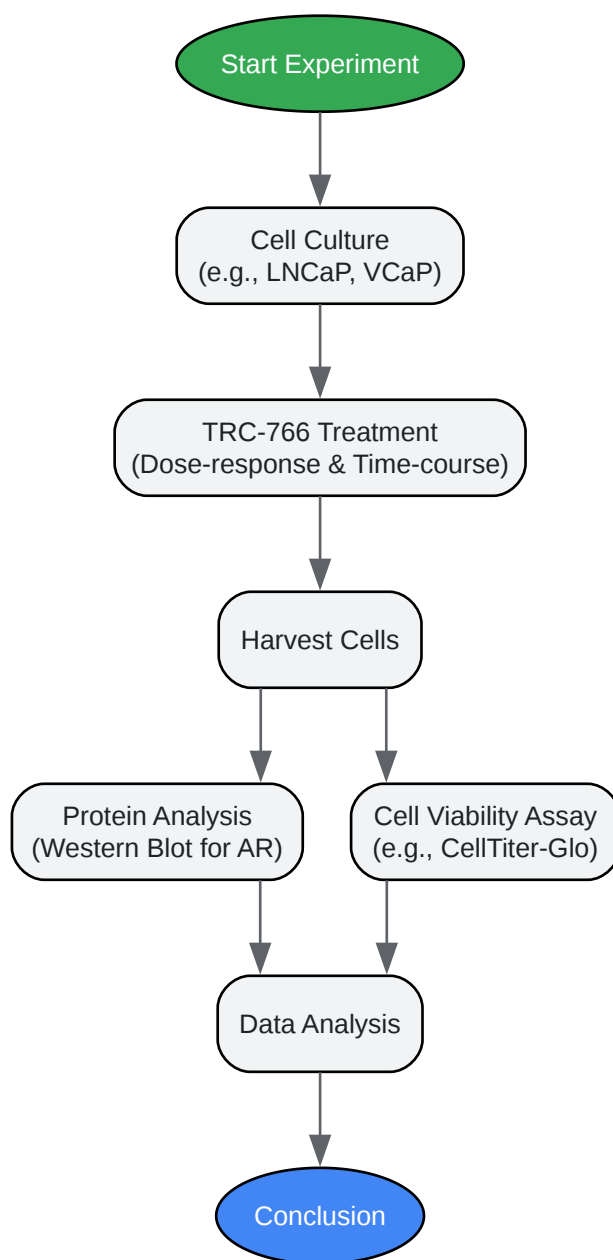 Start Experiment
Cell Culture
(e.g., LNCaP, VCaP)
TRC-766 Treatment
(Dose-response & Time-course)
Harvest Cells
Protein Analysis
(Western Blot for AR)
Cell Viability Assay
(e.g., CellTiter-Glo)
Data Analysis
Conclusion